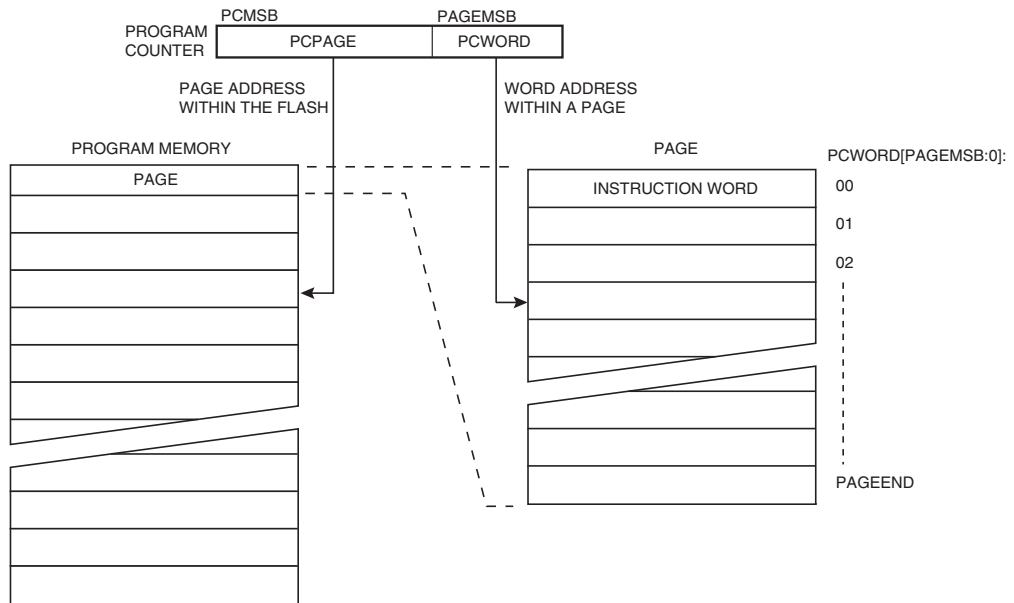 PCMSB
PAGEMSB
PROGRAM
COUNTER
PCPAGE
PCWORD
PAGE ADDRESS
WITHIN THE FLASH
WORD ADDRESS
WITHIN A PAGE
PROGRAM MEMORY
PAGE
PAGE
INSTRUCTION WORD
PCWORD[PAGEMSB:0]:
00
01
02
PAGEEND